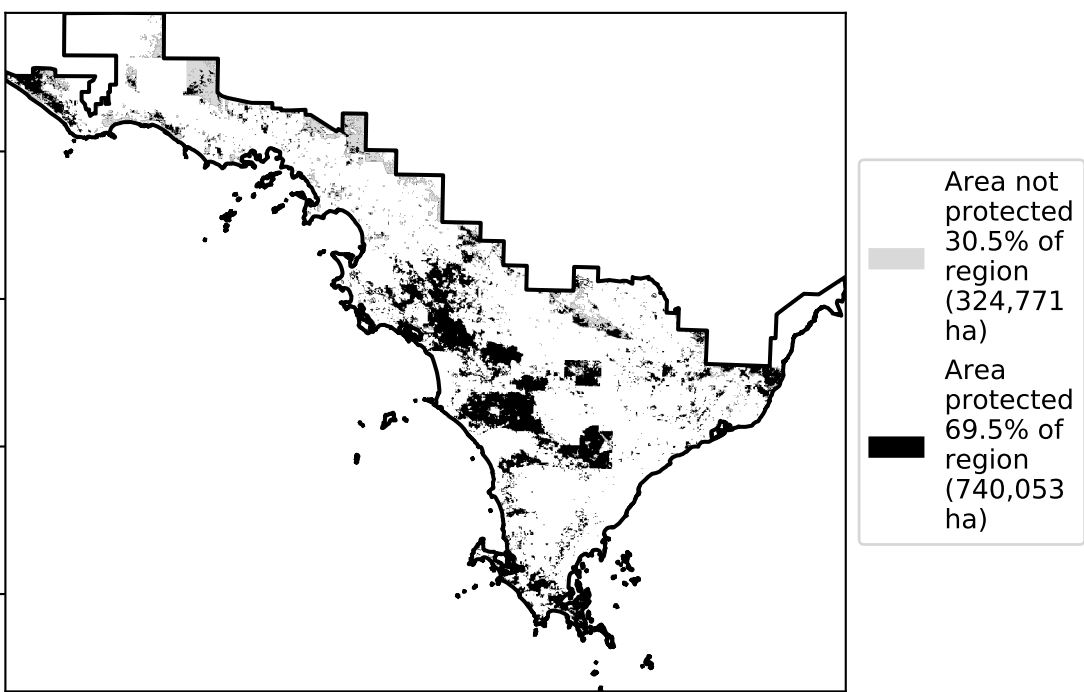 Area not
protected
30.5% of
region
(324,771
ha)
Area
protected
69.5% of
region
(740,053
ha)